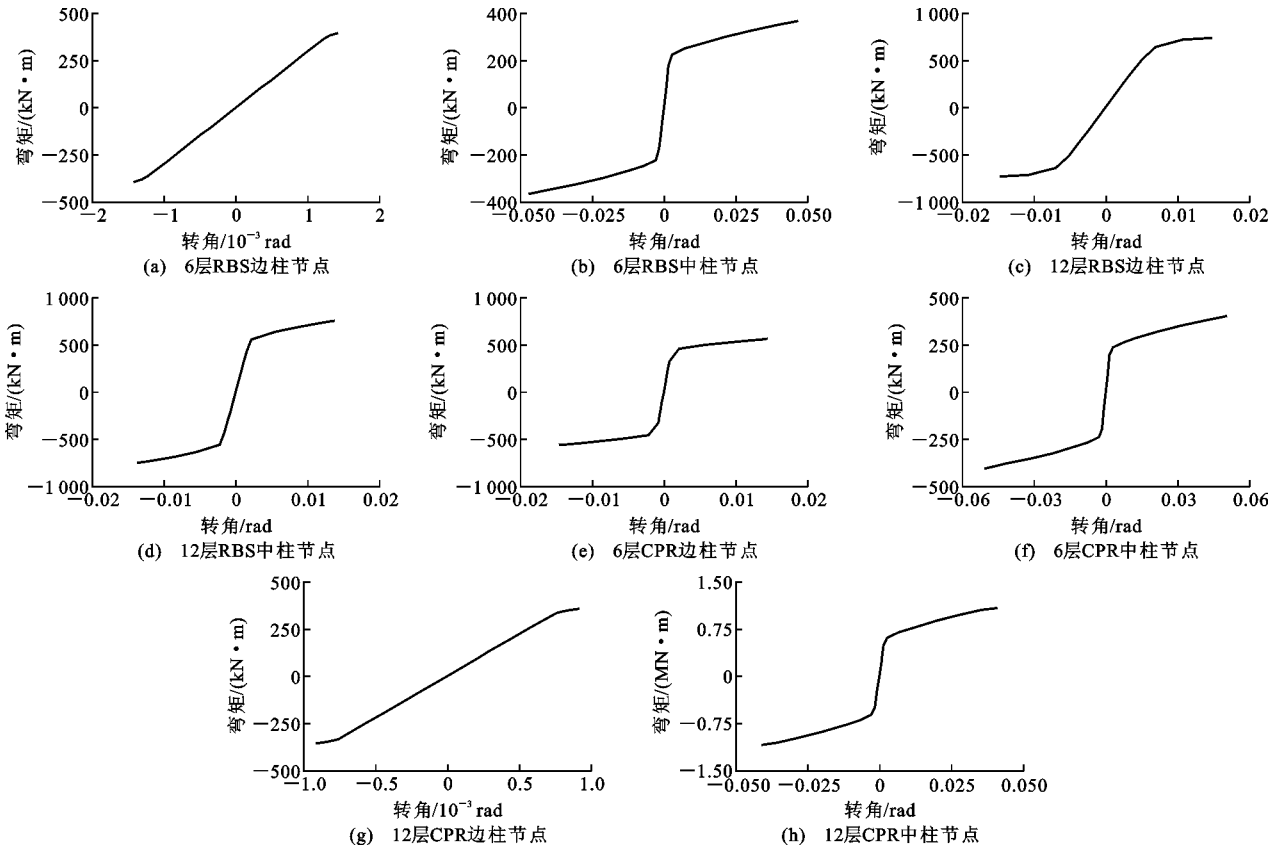 弯矩/(kN·m)
500
250
0
−250
−500
−2 −1 0 1 2
转角/10⁻³ rad
(a) 6层RBS边柱节点
弯矩/(kN·m)
400
200
0
−200
−400
−0.050 −0.025 0 0.025 0.050
转角/rad
(b) 6层RBS中柱节点
弯矩/(kN·m)
1 000
500
0
−500
−1 000
−0.02 −0.01 0 0.01 0.02
转角/rad
(c) 12层RBS边柱节点
弯矩/(kN·m)
1 000
500
0
−500
−1 000
−0.02 −0.01 0 0.01 0.02
转角/rad
(d) 12层RBS中柱节点
弯矩/(kN·m)
1 000
500
0
−500
−1 000
−0.02 −0.01 0 0.01 0.02
转角/rad
(e) 6层CPR边柱节点
弯矩/(kN·m)
500
250
0
−250
−500
−0.06 −0.03 0 0.03 0.06
转角/rad
(f) 6层CPR中柱节点
弯矩/(kN·m)
500
250
0
−250
−500
−1.0 −0.5 0 0.5 1.0
转角/10⁻³ rad
(g) 12层CPR边柱节点
弯矩/(MN·m)
1.50
0.75
0
−0.75
−1.50
−0.050 −0.025 0 0.025 0.050
转角/rad
(h) 12层CPR中柱节点